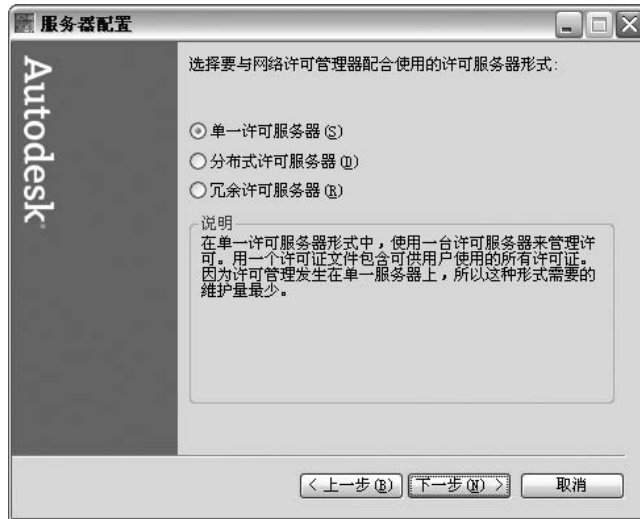 服务器配置
Autodesk
选择要与网络许可管理器配合使用的许可服务器形式:
单一许可服务器(S)
分布式许可服务器(D)
冗余许可服务器(R)
说明
在单一许可服务器形式中，使用一台许可服务器来管理许
可。用一个许可证文件包含可供用户使用的所有许可证。
因为许可管理发生在单一服务器上，所以这种形式需要的
维护量最少。
< 上一步(B)
下一步(N) >
取消